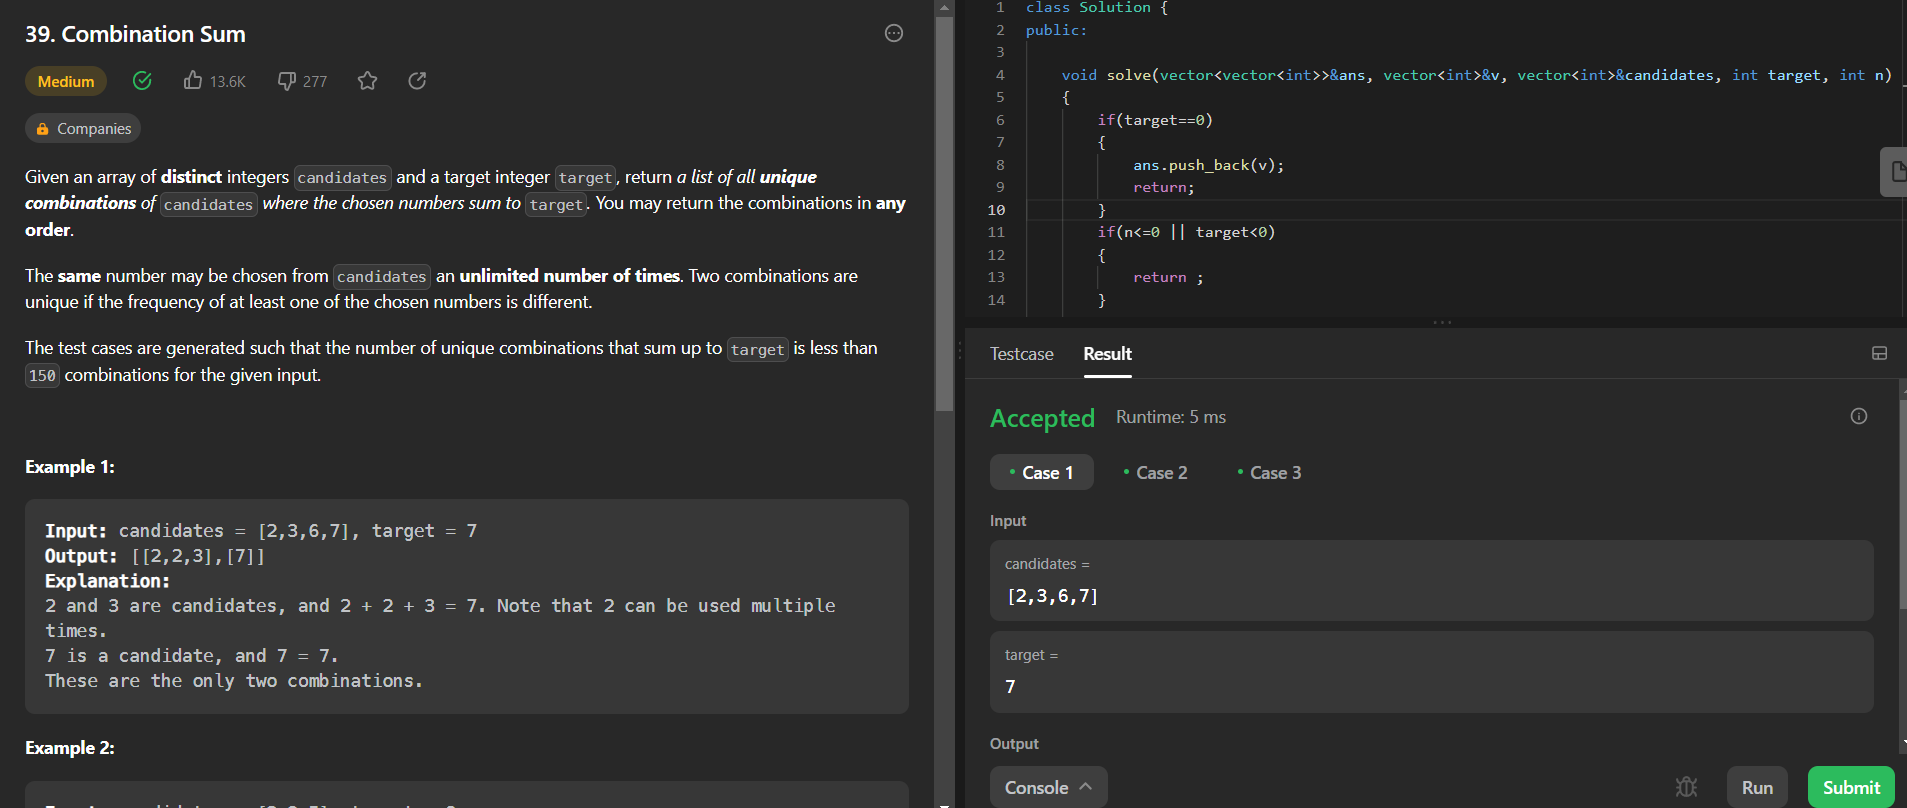 39. Combination Sum
Medium
13.6K
277
Companies
Given an array of distinct integers candidates and a target integer target, return a list of all unique
combinations of candidates where the chosen numbers sum to target. You may return the combinations in any
order.
The same number may be chosen from candidates an unlimited number of times. Two combinations are
unique if the frequency of at least one of the chosen numbers is different.
The test cases are generated such that the number of unique combinations that sum up to target is less than
150 combinations for the given input.
Example 1:
Input: candidates = [2,3,6,7], target = 7
Output: [[2,2,3],[7]]
Explanation:
2 and 3 are candidates, and 2 + 2 + 3 = 7. Note that 2 can be used multiple
times.
7 is a candidate, and 7 = 7.
These are the only two combinations.
Example 2:
1 class Solution {
2 public:
3
4 void solve(vector<vector<int>>&ans, vector<int>&v, vector<int>&candidates, int target, int n)
5 {
6 if(target==0)
7 {
8 ans.push_back(v);
9 return;
10 }
11 if(n<=0 || target<0)
12 {
13 return ;
14 }
Testcase Result
Accepted Runtime: 5 ms
Case 1 Case 2 Case 3
Input
candidates =
[2,3,6,7]
target =
7
Output
Console Run Submit